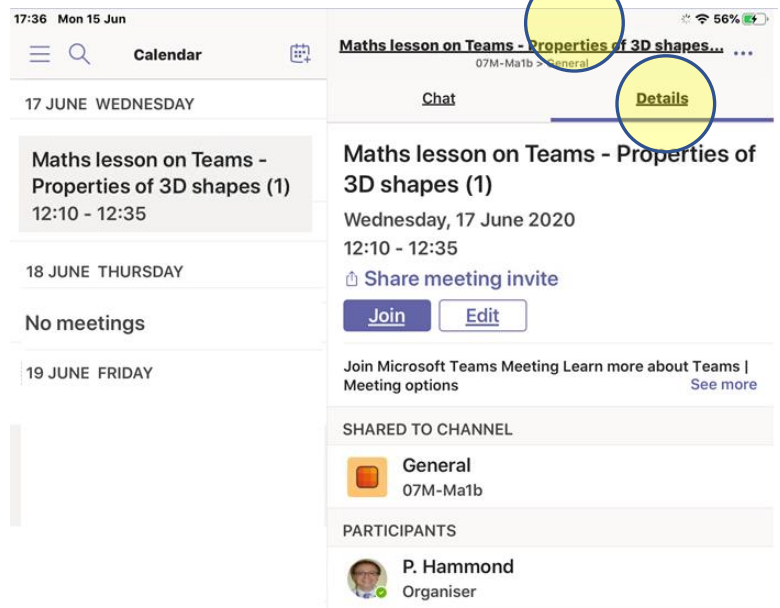 17:36 Mon 15 Jun
56%
Calendar
17 JUNE WEDNESDAY
Maths lesson on Teams -
Properties of 3D shapes (1)
12:10 - 12:35
18 JUNE THURSDAY
No meetings
19 JUNE FRIDAY
Maths lesson on Teams - Properties of 3D shapes...
07M-Ma1b > General
Chat
Details
Maths lesson on Teams - Properties of
3D shapes (1)
Wednesday, 17 June 2020
12:10 - 12:35
Share meeting invite
Join
Edit
Join Microsoft Teams Meeting Learn more about Teams |
Meeting options
See more
SHARED TO CHANNEL
General
07M-Ma1b
PARTICIPANTS
P. Hammond
Organiser